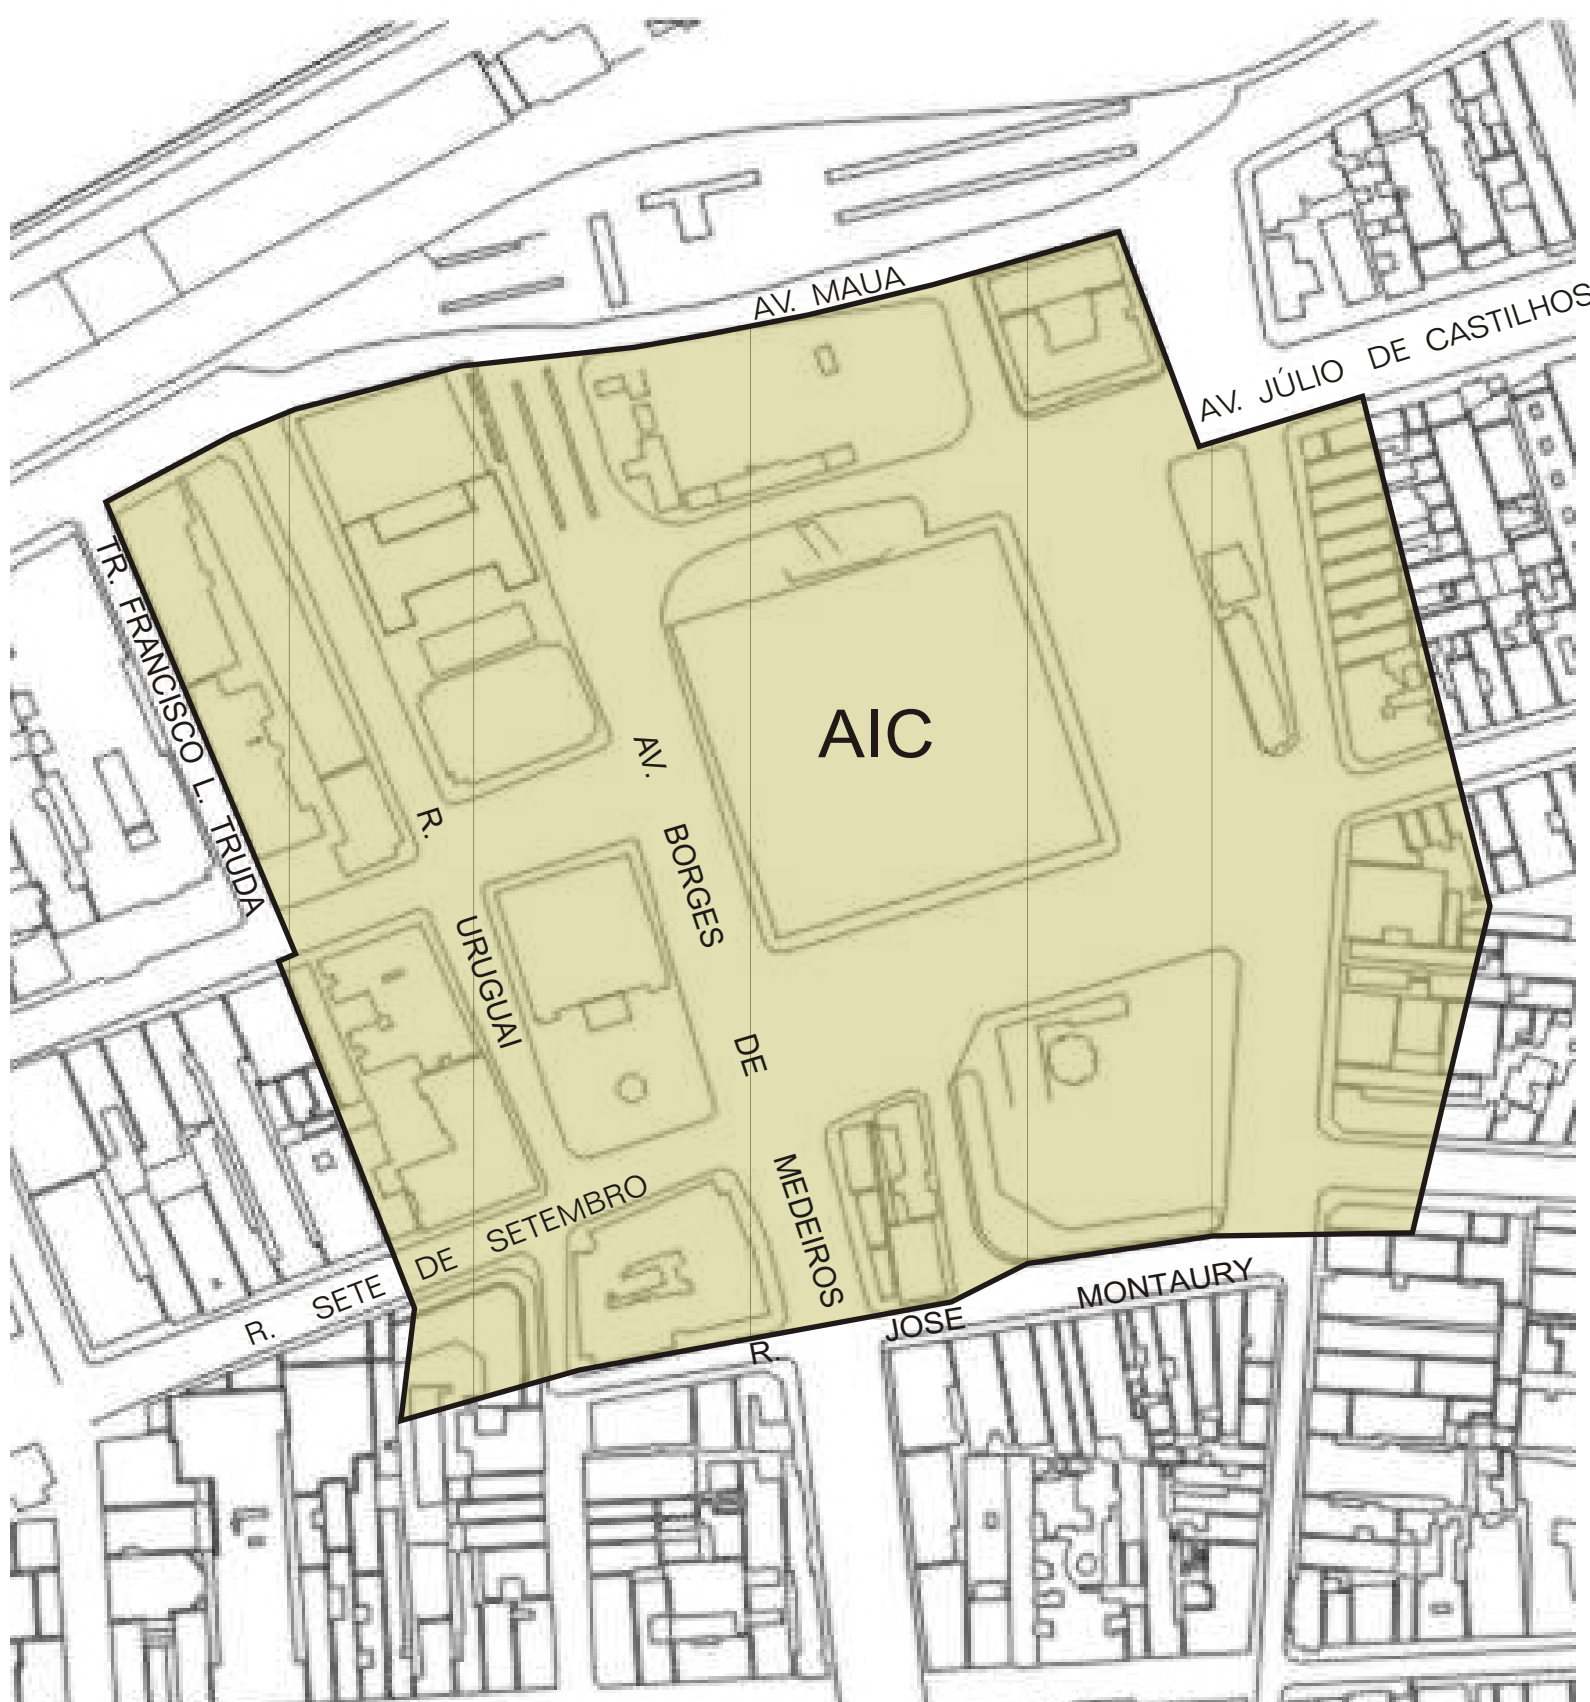 AV. MAUA
AV. JÚLIO DE CASTILHOS
TR. FRANCISCO L. TRUDA
AIC
AV. BORGES DE MEDEIROS
R. URUGUAI
R. SETE DE SETEMBRO
R. JOSE MONTAURY